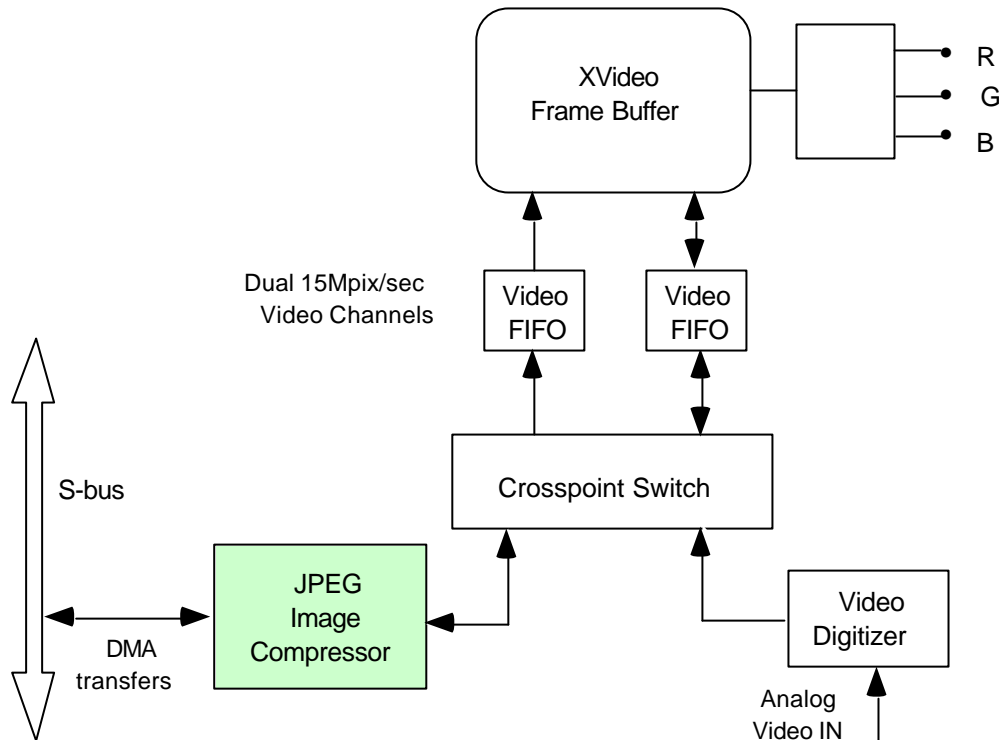 XVideo
Frame Buffer
R
G
B
Dual 15Mpix/sec
Video Channels
Video
FIFO
Video
FIFO
S-bus
Crosspoint Switch
JPEG
Image
Compressor
DMA
transfers
Video
Digitizer
Analog
Video IN